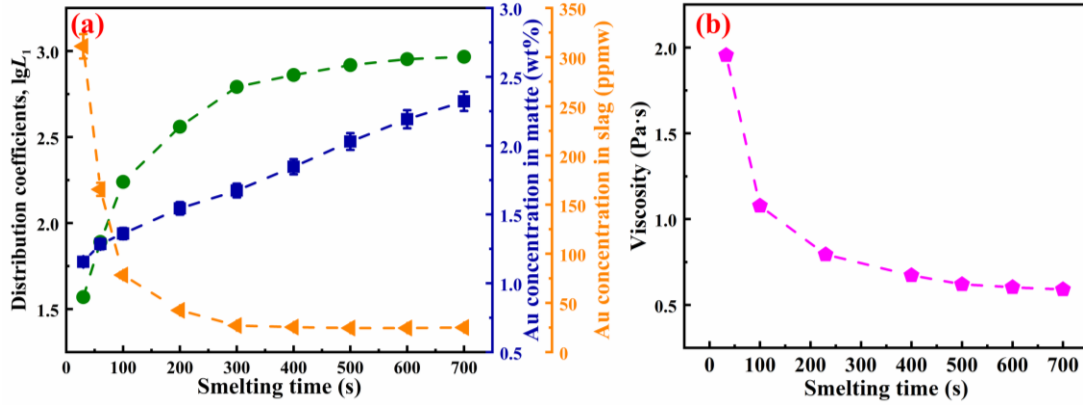 (a)
Distribution coefficients, lgL₁
3.0
2.5
2.0
1.5
0 100 200 300 400 500 600 700
Smelting time (s)
3.0
2.5
2.0
1.5
1.0
0.5
Au concentration in matte (wt%)
350
300
250
200
150
100
50
0
Au concentration in slag (ppmw)
(b)
Viscosity (Pa·s)
2.0
1.5
1.0
0.5
0 100 200 300 400 500 600 700
Smelting time (s)